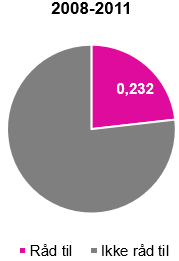 2008-2011
0,232
Råd til
Ikke råd til